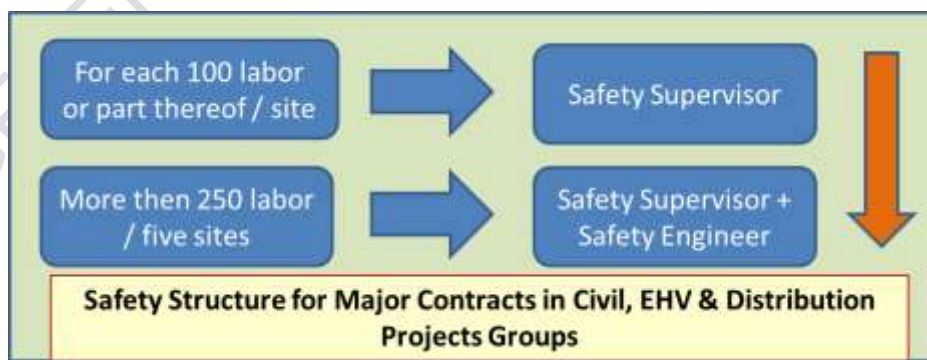 For each 100 labor
or part thereof / site
Safety Supervisor
More then 250 labor
/ five sites
Safety Supervisor +
Safety Engineer
Safety Structure for Major Contracts in Civil, EHV & Distribution
Projects Groups